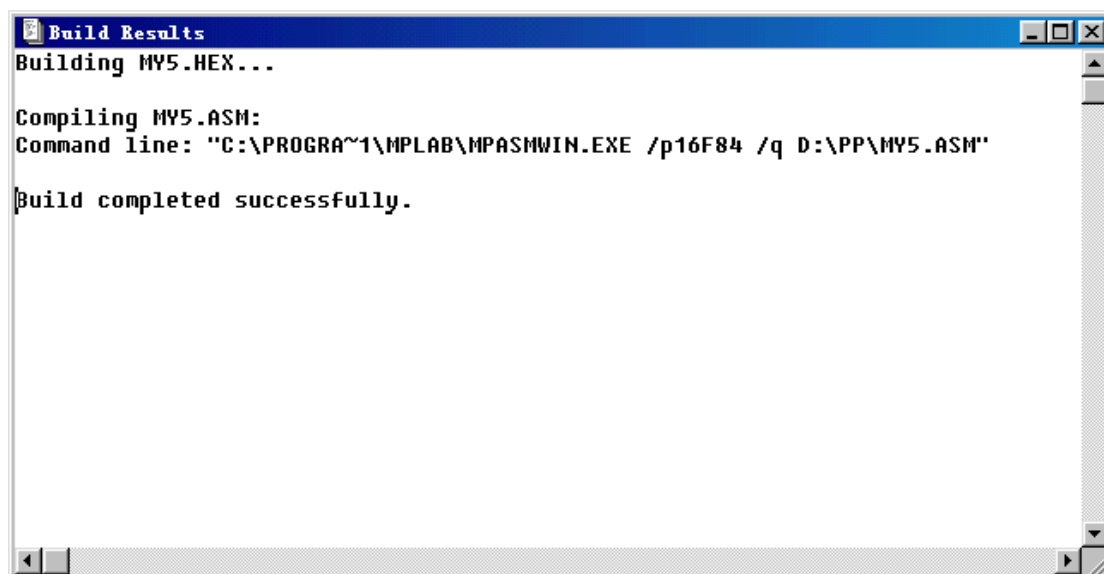 Build Results
Building MY5.HEX...
Compiling MY5.ASM:
Command line: "C:\PROGRA~1\MPLAB\MPASMWIN.EXE /p16F84 /q D:\PP\MY5.ASM"
Build completed successfully.